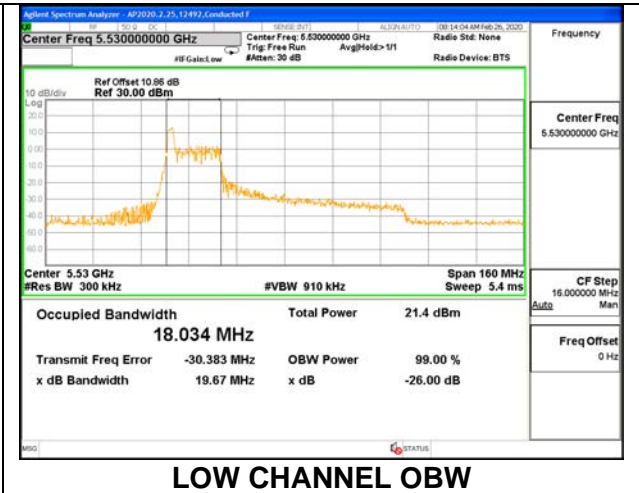 Agilent Spectrum Analyzer - AP2020.2.25,12492,Conducted F
RF 50 Ω DC SENSE:INT ALIGN AUTO 08:14:04 AM Feb 26, 2020
Center Freq 5.530000000 GHz Center Freq: 5.530000000 GHz Radio Std: None Frequency
Trig: Free Run Avg|Hold>1/1
#IFGain:Low #Atten: 30 dB Radio Device: BTS
Ref Offset 10.86 dB
10 dB/div Ref 30.00 dBm
Log
20.0
10.0
0.00
-10.0
-20.0
-30.0
-40.0
-50.0
-60.0
Center Freq
5.530000000 GHz
Center 5.53 GHz Span 160 MHz
#Res BW 300 kHz #VBW 910 kHz Sweep 5.4 ms
CF Step
16.000000 MHz
Auto Man
Occupied Bandwidth Total Power 21.4 dBm
18.034 MHz
Freq Offset
0 Hz
Transmit Freq Error -30.383 MHz OBW Power 99.00 %
x dB Bandwidth 19.67 MHz x dB -26.00 dB
MSG STATUS
LOW CHANNEL OBW